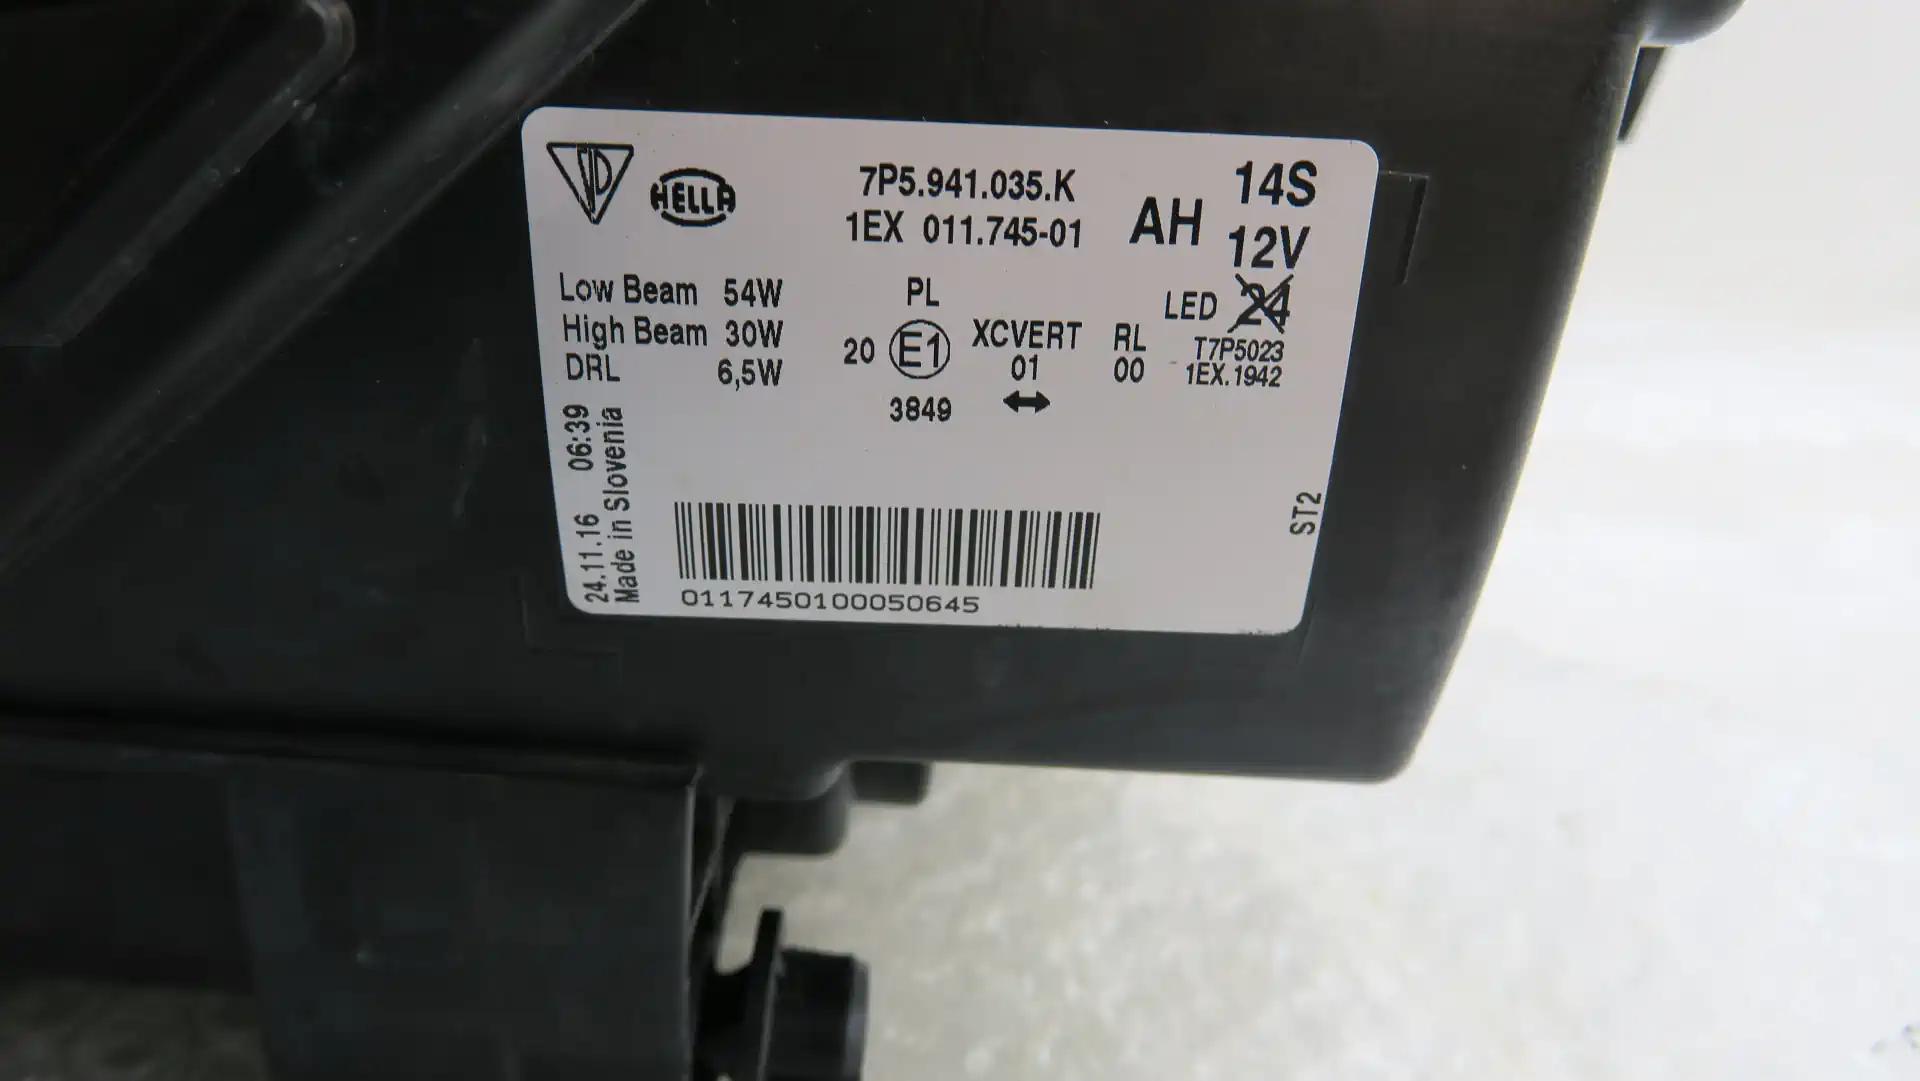 HELLA
7P5.941.035.K
1EX 011.745-01
AH
14S
12V
Low Beam 54W
High Beam 30W
DRL 6,5W
PL
20 E1 XCVERT RL
01 00
3849
LED 24
T7P5023
1EX.1942
24.11.16 06:39
Made in Slovenia
ST2
0117450100050645